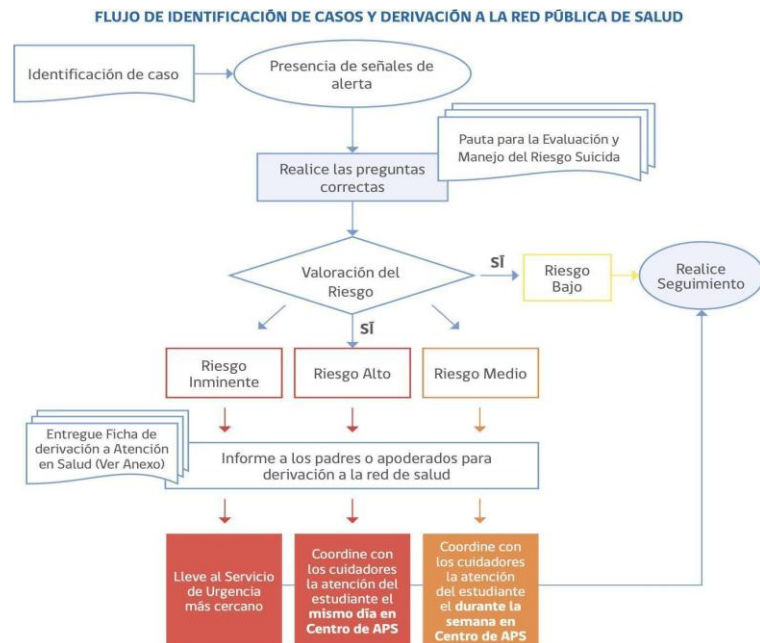 FLUJO DE IDENTIFICACIÓN DE CASOS Y DERIVACIÓN A LA RED PÚBLICA DE SALUD
Identificación de caso
Presencia de señales de
alerta
Pauta para la Evaluación y
Manejo del Riesgo Suicida
Realice las preguntas
correctas
Valoración del
Riesgo
SĪ
Riesgo
Bajo
Realice
Seguimiento
SĪ
Riesgo
Inminente
Riesgo Alto
Riesgo Medio
Entregue Ficha de
derivación a Atención
en Salud (Ver Anexo)
Informe a los padres o apoderados para
derivación a la red de salud
Lleve al Servicio
de Urgencia
más cercano
Coordine con
los cuidadores
la atención del
estudiante el
mismo día en
Centro de APS
Coordine con
los cuidadores
la atención
del estudiante
el durante la
semana en
Centro de APS